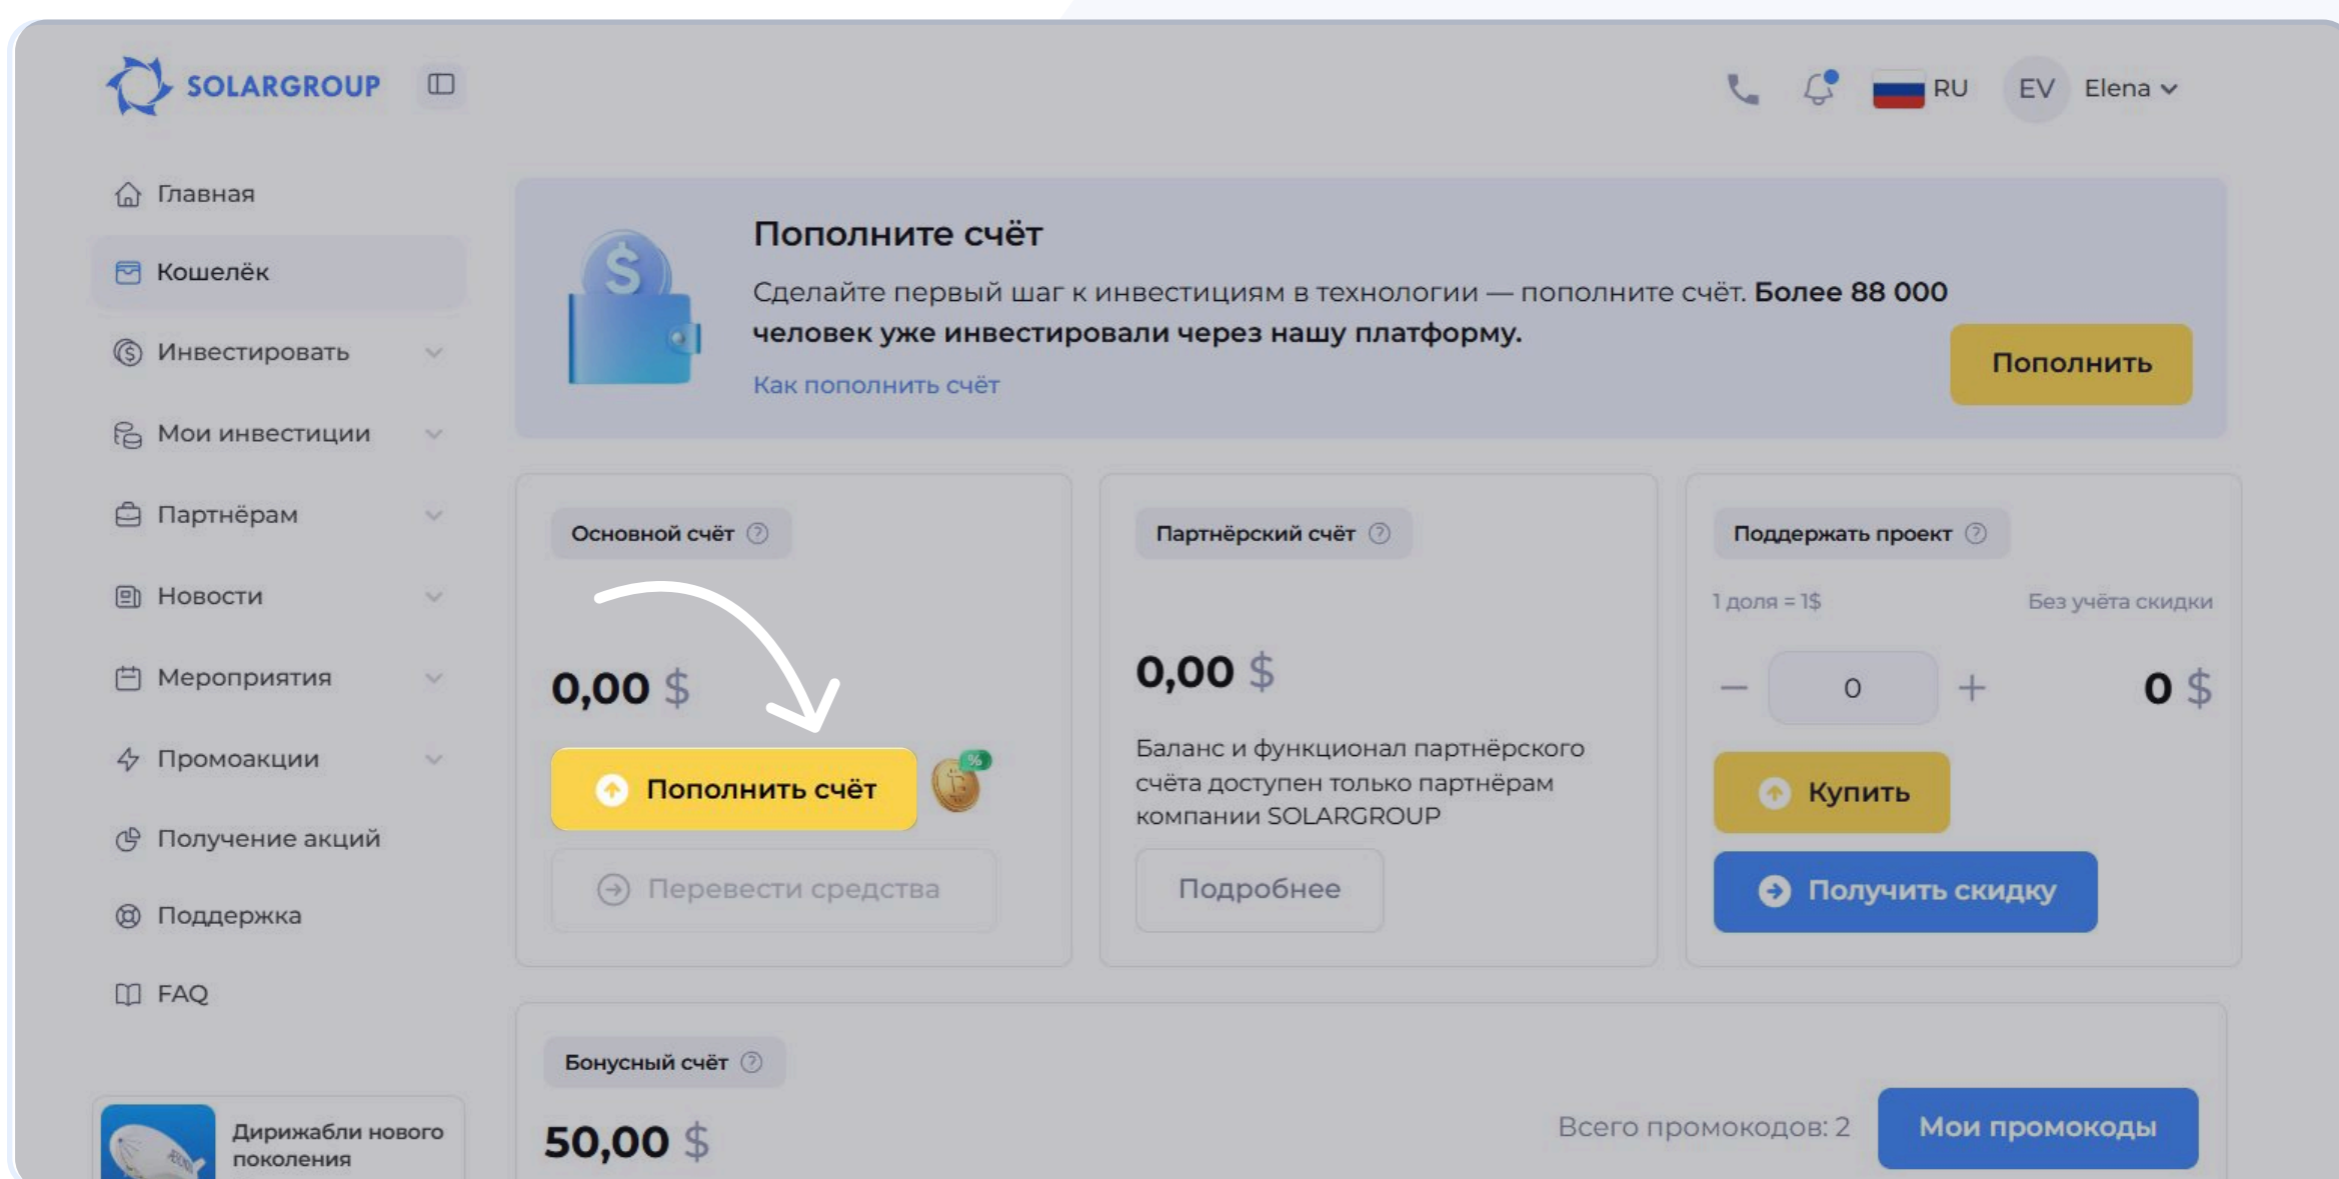 SOLARGROUP
RU
EV
Elena
Главная
Кошелёк
Инвестировать
Мои инвестиции
Партнёрам
Новости
Мероприятия
Промоакции
Получение акций
Поддержка
FAQ
Дирижабли нового
поколения
Пополните счёт
Сделайте первый шаг к инвестициям в технологии — пополните счёт. Более 88 000
человек уже инвестировали через нашу платформу.
Как пополнить счёт
Пополнить
Основной счёт
0,00 $
Пополнить счёт
%
Перевести средства
Партнёрский счёт
0,00 $
Баланс и функционал партнёрского
счёта доступен только партнёрам
компании SOLARGROUP
Подробнее
Поддержать проект
1 доля = 1$
Без учёта скидки
0
0 $
Купить
Получить скидку
Бонусный счёт
50,00 $
Всего промокодов: 2
Мои промокоды